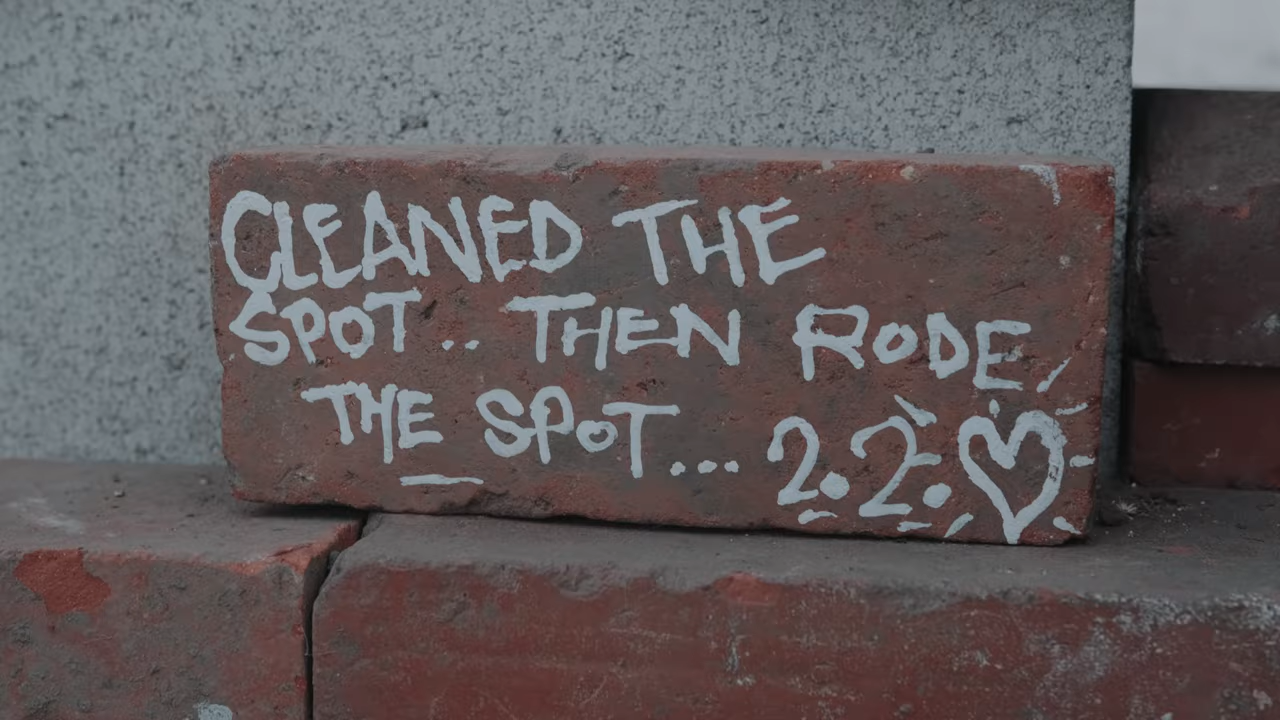 CLEANED THE
SPOT.. THEN RODE
THE SPOT... 2.2.♡